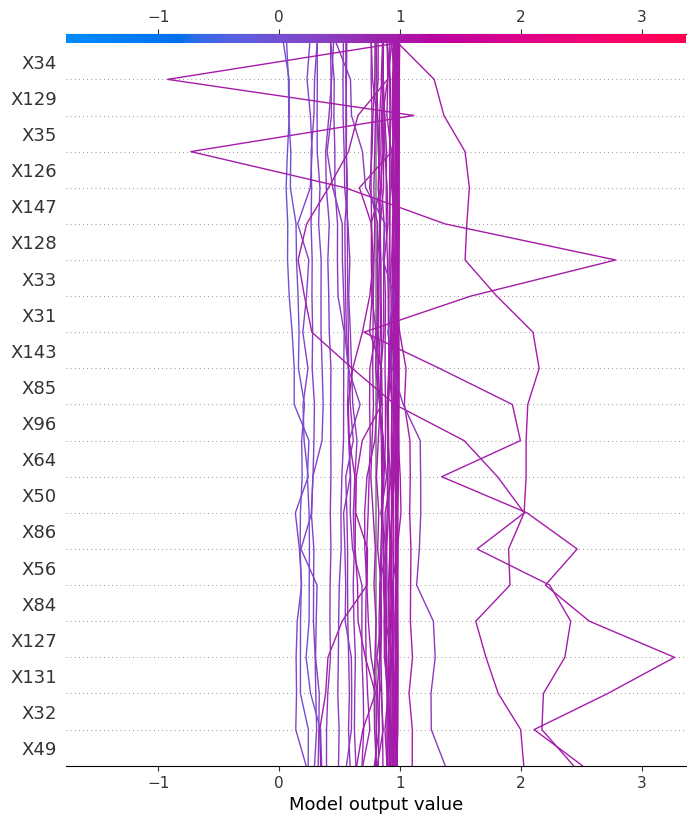 −1 0 1 2 3
X34
X129
X35
X126
X147
X128
X33
X31
X143
X85
X96
X64
X50
X86
X56
X84
X127
X131
X32
X49
−1 0 1 2 3
Model output value